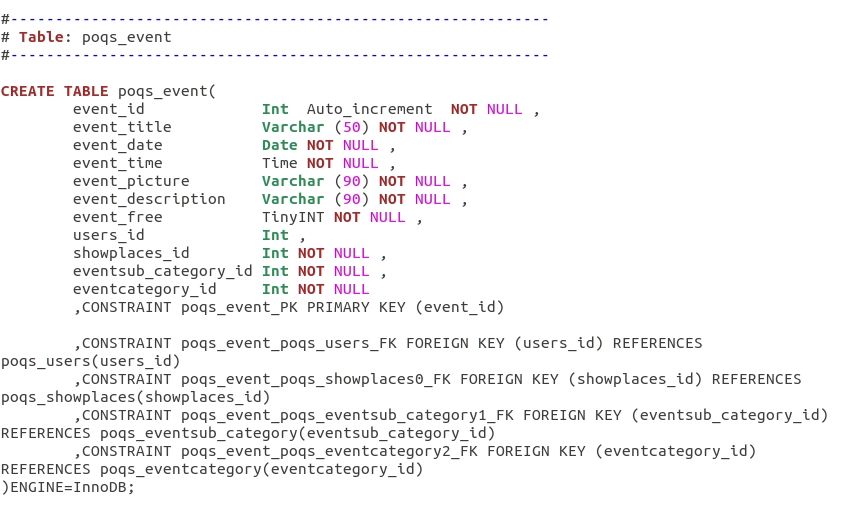 #------------------------------------------------------------
# Table: poqs_event
#------------------------------------------------------------
CREATE TABLE poqs_event(
        event_id             Int  Auto_increment  NOT NULL ,
        event_title          Varchar (50) NOT NULL ,
        event_date           Date NOT NULL ,
        event_time           Time NOT NULL ,
        event_picture        Varchar (90) NOT NULL ,
        event_description    Varchar (90) NOT NULL ,
        event_free           TinyINT NOT NULL ,
        users_id             Int ,
        showplaces_id        Int NOT NULL ,
        eventsub_category_id Int NOT NULL ,
        eventcategory_id     Int NOT NULL
        ,CONSTRAINT poqs_event_PK PRIMARY KEY (event_id)
        ,CONSTRAINT poqs_event_poqs_users_FK FOREIGN KEY (users_id) REFERENCES
poqs_users(users_id)
        ,CONSTRAINT poqs_event_poqs_showplaces0_FK FOREIGN KEY (showplaces_id) REFERENCES
poqs_showplaces(showplaces_id)
        ,CONSTRAINT poqs_event_poqs_eventsub_category1_FK FOREIGN KEY (eventsub_category_id)
REFERENCES poqs_eventsub_category(eventsub_category_id)
        ,CONSTRAINT poqs_event_poqs_eventcategory2_FK FOREIGN KEY (eventcategory_id)
REFERENCES poqs_eventcategory(eventcategory_id)
)ENGINE=InnoDB;